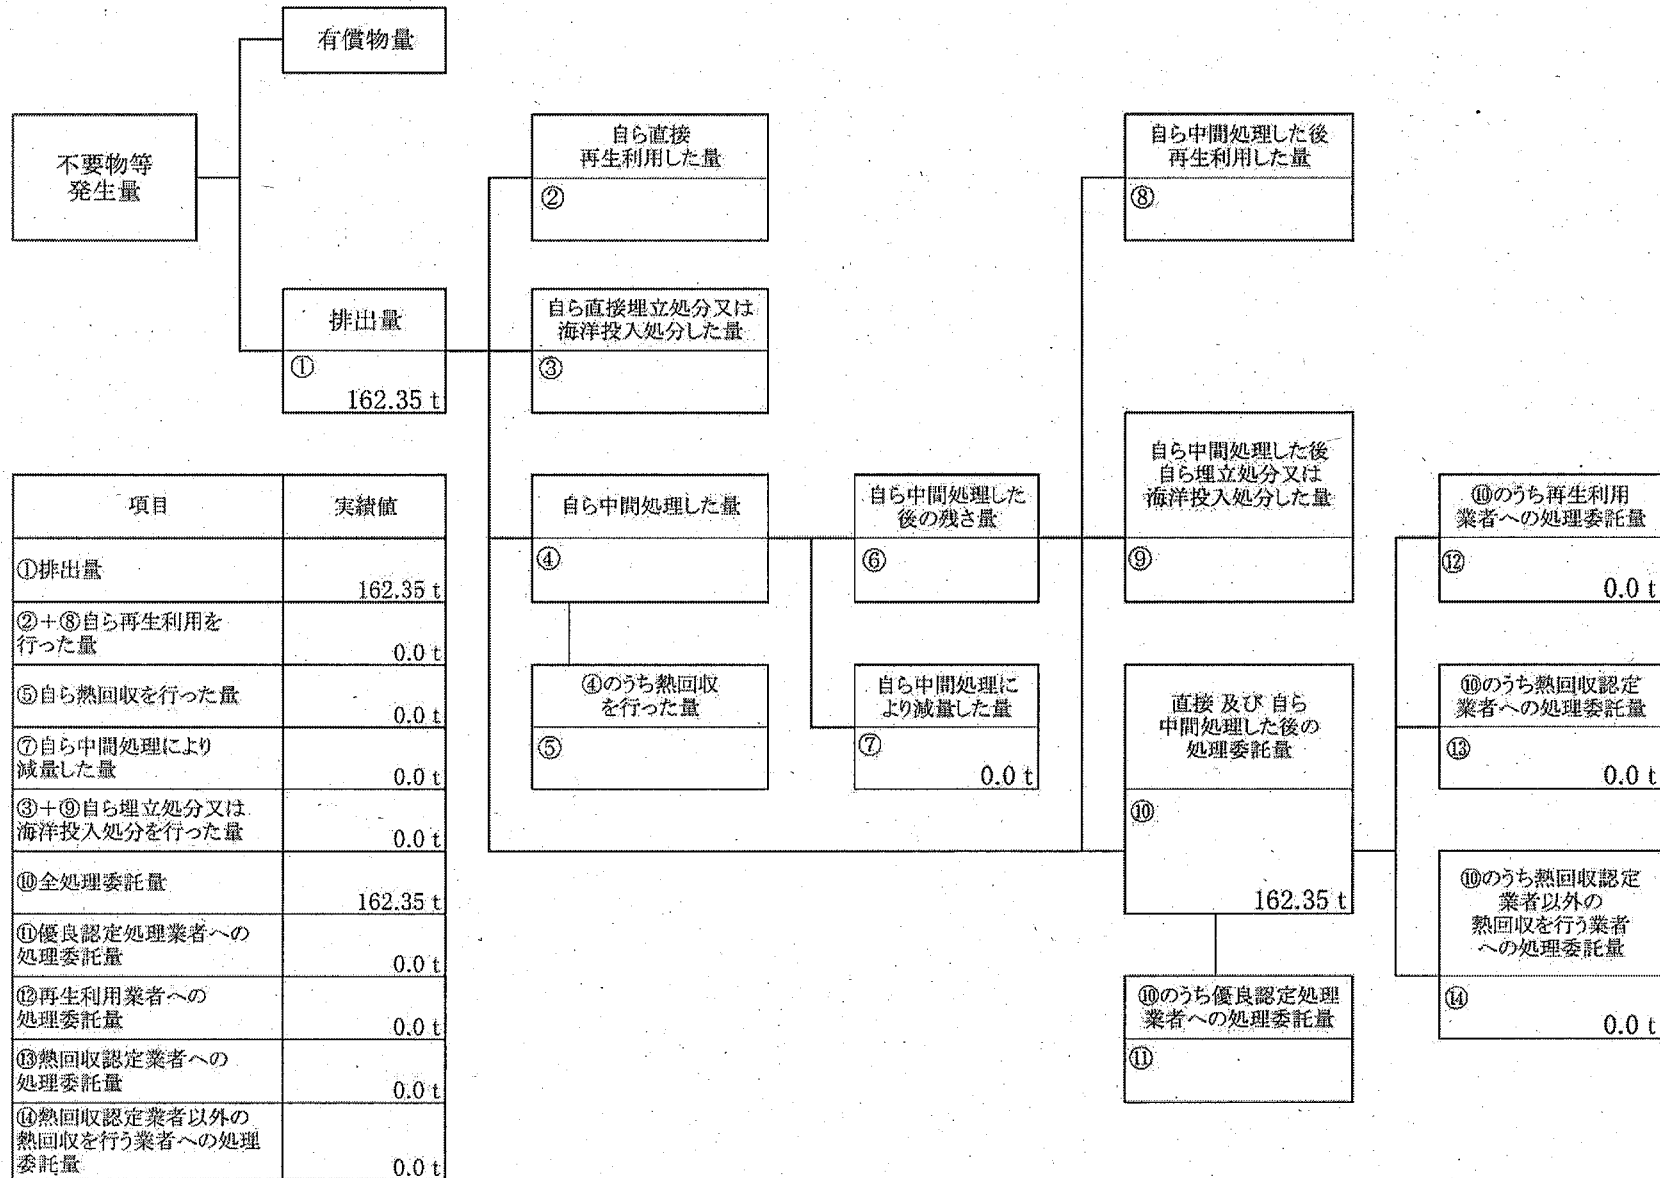 有償物量
不要物等
発生量
排出量
①
162.35 t
自ら直接
再生利用した量
②
自ら直接埋立処分又は
海洋投入処分した量
③
自ら中間処理した量
④
④のうち熱回収
を行った量
⑤
自ら中間処理した
後の残さ量
⑥
自ら中間処理に
より減量した量
⑦
0.0 t
自ら中間処理した後
再生利用した量
⑧
自ら中間処理した後
自ら埋立処分又は
海洋投入処分した量
⑨
直接 及び 自ら
中間処理した後の
処理委託量
⑩
162.35 t
⑩のうち優良認定処理
業者への処理委託量
⑪
⑩のうち再生利用
業者への処理委託量
⑫
0.0 t
⑩のうち熱回収認定
業者への処理委託量
⑬
0.0 t
⑩のうち熱回収認定
業者以外の
熱回収を行う業者
への処理委託量
⑭
0.0 t
項目 実績値
①排出量
162.35 t
②+⑧自ら再生利用を
行った量
0.0 t
⑤自ら熱回収を行った量
0.0 t
⑦自ら中間処理により
減量した量
0.0 t
③+⑨自ら埋立処分又は
海洋投入処分を行った量
0.0 t
⑩全処理委託量
162.35 t
⑪優良認定処理業者への
処理委託量
0.0 t
⑫再生利用業者への
処理委託量
0.0 t
⑬熱回収認定業者への
処理委託量
0.0 t
⑭熱回収認定業者以外の
熱回収を行う業者への処理
委託量
0.0 t